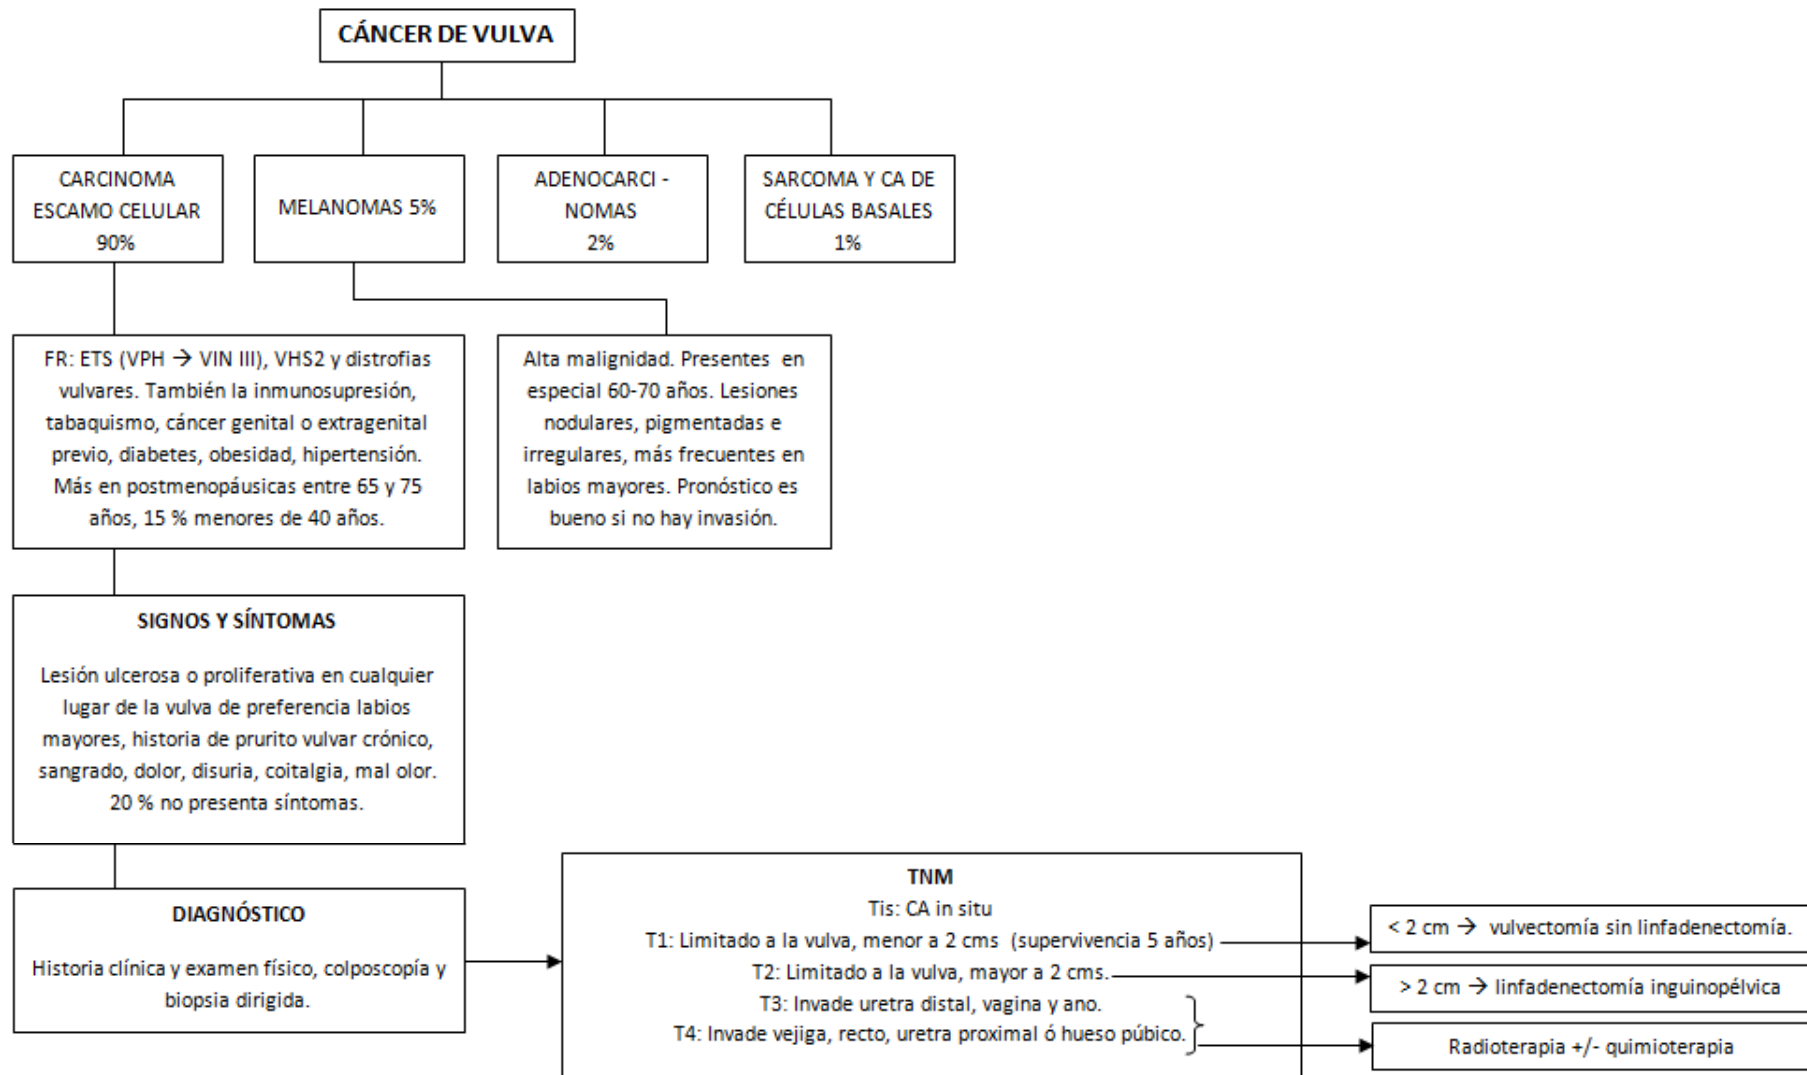 CÁNCER DE VULVA
CARCINOMA
ESCAMO CELULAR
90%
MELANOMAS 5%
ADENOCARCI -
NOMAS
2%
SARCOMA Y CA DE
CÉLULAS BASALES
1%
FR: ETS (VPH → VIN III), VHS2 y distrofias
vulvares. También la inmunosupresión,
tabaquismo, cáncer genital o extragenital
previo, diabetes, obesidad, hipertensión.
Más en postmenopáusicas entre 65 y 75
años, 15 % menores de 40 años.
Alta malignidad. Presentes en
especial 60-70 años. Lesiones
nodulares, pigmentadas e
irregulares, más frecuentes en
labios mayores. Pronóstico es
bueno si no hay invasión.
SIGNOS Y SÍNTOMAS
Lesión ulcerosa o proliferativa en cualquier
lugar de la vulva de preferencia labios
mayores, historia de prurito vulvar crónico,
sangrado, dolor, disuria, coitalgia, mal olor.
20 % no presenta síntomas.
DIAGNÓSTICO
Historia clínica y examen físico, colposcopía y
biopsia dirigida.
TNM
Tis: CA in situ
T1: Limitado a la vulva, menor a 2 cms (supervivencia 5 años)
T2: Limitado a la vulva, mayor a 2 cms.
T3: Invade uretra distal, vagina y ano.
T4: Invade vejiga, recto, uretra proximal ó hueso púbico.
< 2 cm → vulvectomía sin linfadenectomía.
> 2 cm → linfadenectomía inguinopélvica
Radioterapia +/- quimioterapia